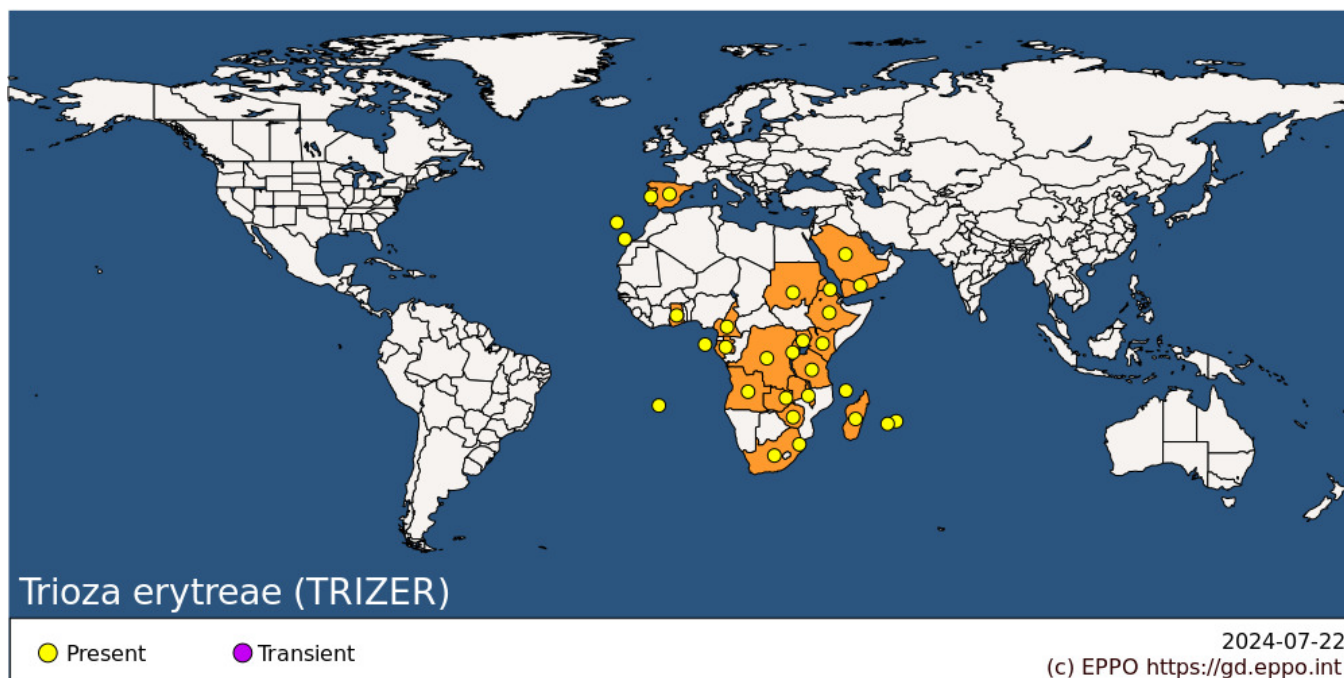 Trioza erytreae (TRIZER)
Present
Transient
2024-07-22
(c) EPPO https://gd.eppo.int